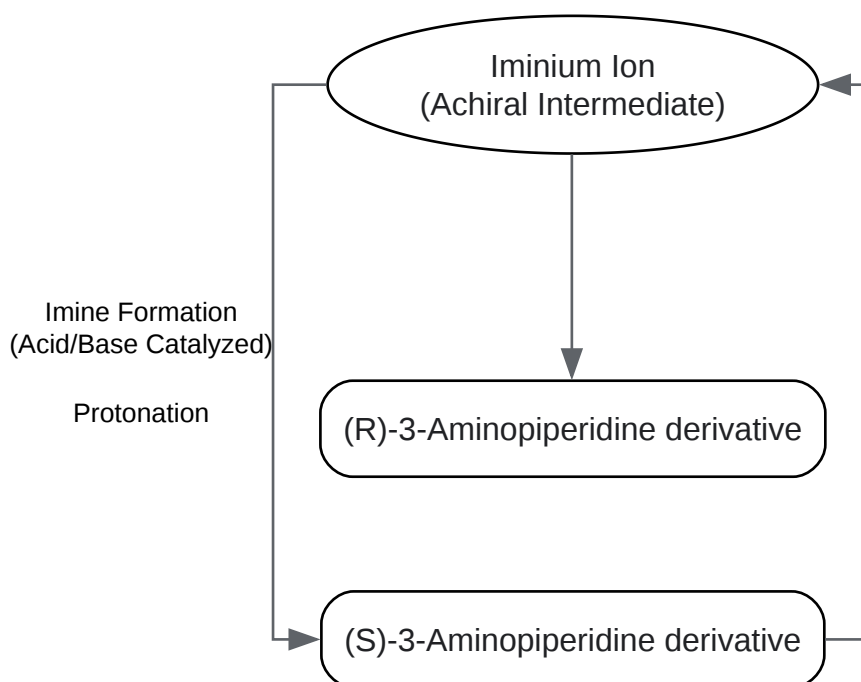 Iminium Ion
(Achiral Intermediate)
Imine Formation
(Acid/Base Catalyzed)
Protonation
(R)-3-Aminopiperidine derivative
(S)-3-Aminopiperidine derivative